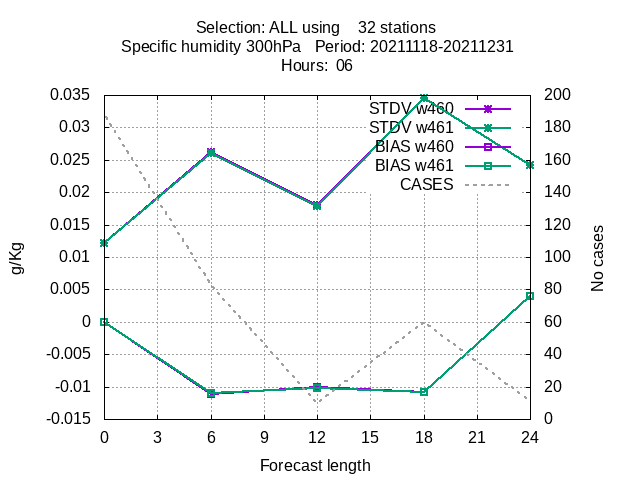 Selection: ALL using    32 stations
Specific humidity 300hPa   Period: 20211118-20211231
Hours:  06
0.035
0.03
0.025
0.02
0.015
0.01
0.005
0
-0.005
-0.01
-0.015
g/Kg
STDV w460
STDV w461
BIAS w460
BIAS w461
CASES
200
180
160
140
120
100
80
60
40
20
0
No cases
0 3 6 9 12 15 18 21 24
Forecast length